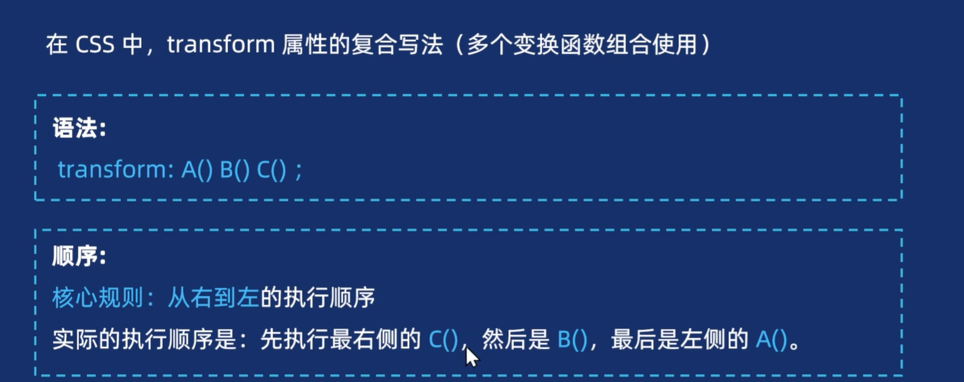 在 CSS 中，transform 属性的复合写法（多个变换函数组合使用）
语法：
transform: A() B() C() ;
顺序：
核心规则：从右到左的执行顺序
实际的执行顺序是：先执行最右侧的 C()，然后是 B()，最后是左侧的 A()。